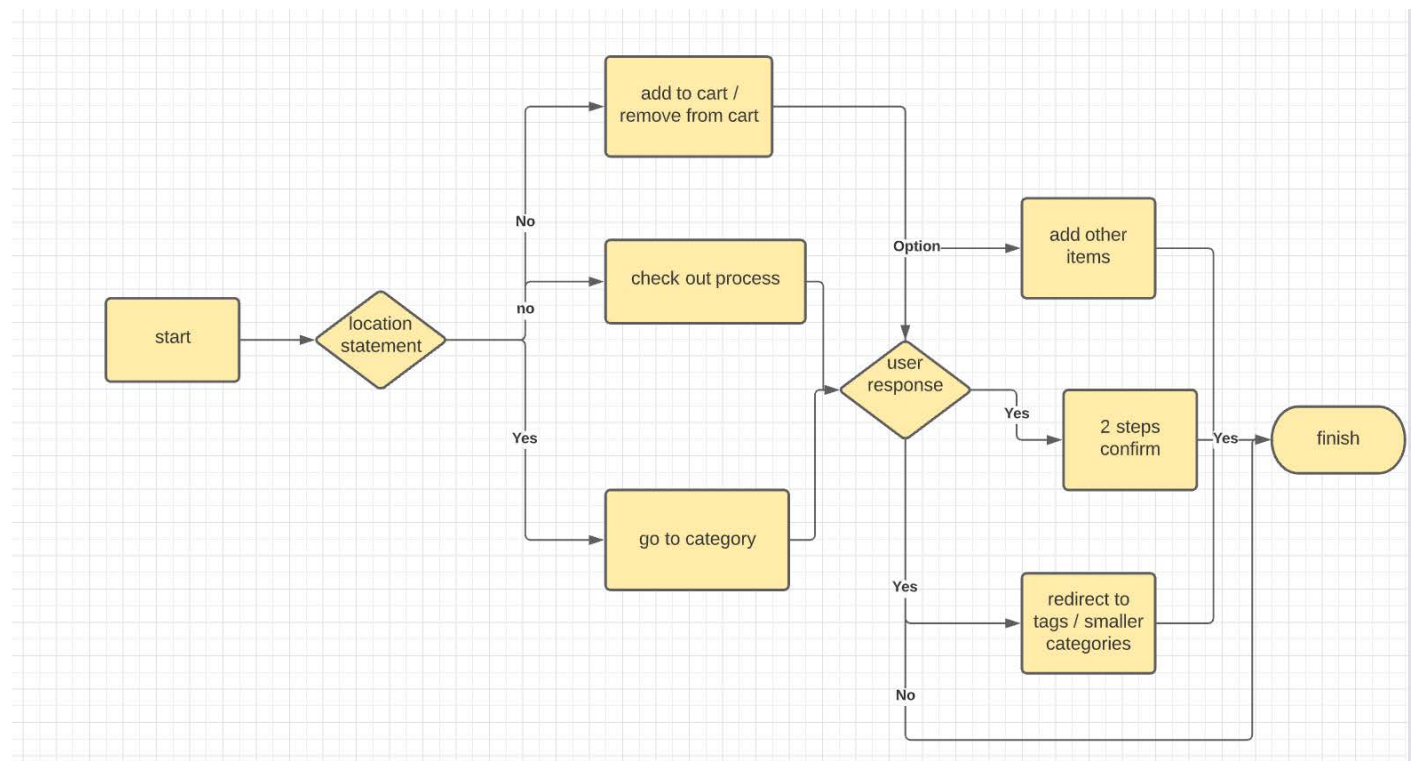 add to cart /
remove from cart
No
Option
add other
items
check out process
no
start
location
statement
user
response
Yes
Yes
2 steps
confirm
Yes
finish
go to category
Yes
redirect to
tags / smaller
categories
No